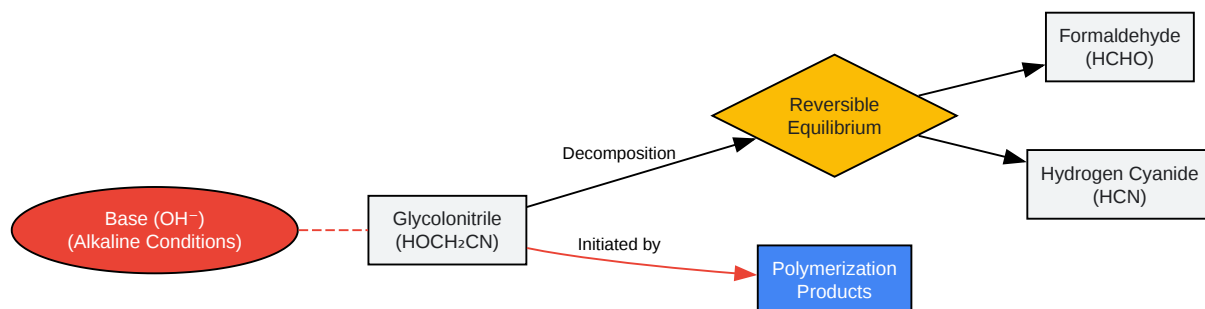 Formaldehyde
(HCHO)
Reversible
Equilibrium
Decomposition
Hydrogen Cyanide
(HCN)
Base (OH⁻)
(Alkaline Conditions)
Glycolonitrile
(HOCH₂CN)
Initiated by
Polymerization
Products